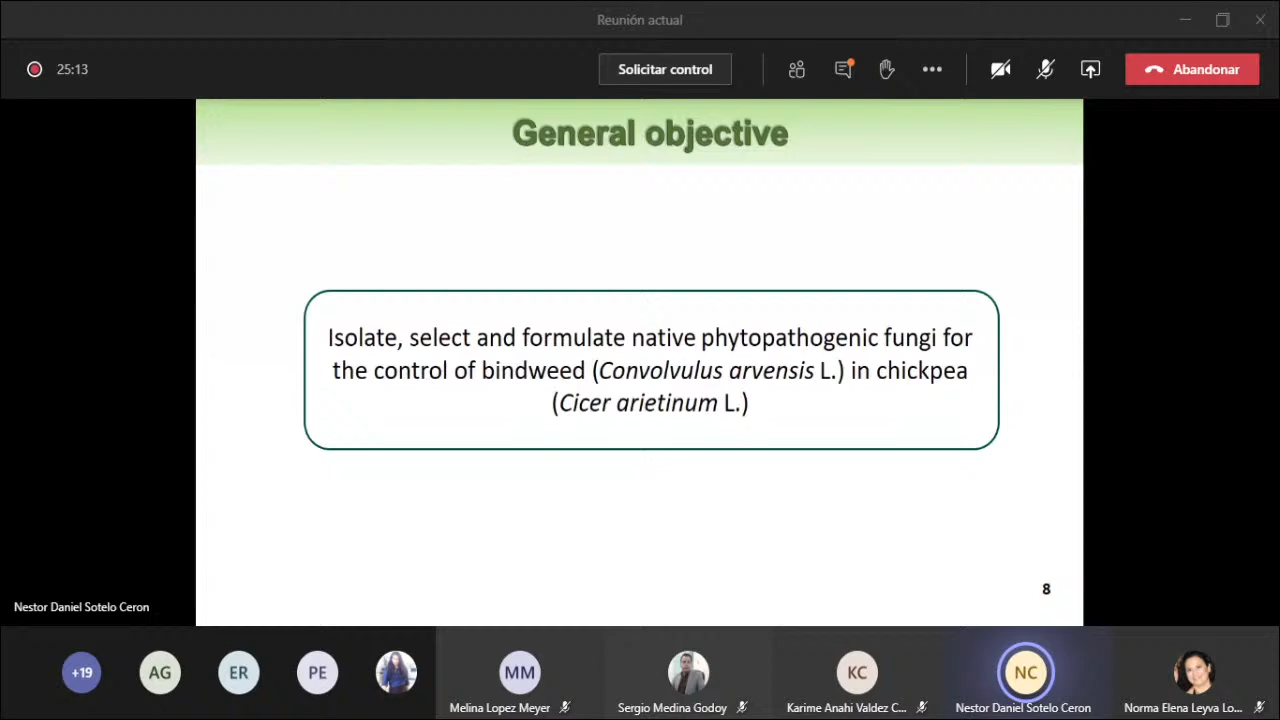 Reunión actual
25:13
Solicitar control
Abandonar
General objective
Isolate, select and formulate native phytopathogenic fungi for
the control of bindweed (Convolvulus arvensis L.) in chickpea
(Cicer arietinum L.)
8
Nestor Daniel Sotelo Ceron
+19
AG
ER
PE
MM
KC
NC
Melina Lopez Meyer
Sergio Medina Godoy
Karime Anahi Valdez C...
Nestor Daniel Sotelo Ceron
Norma Elena Leyva Lo...